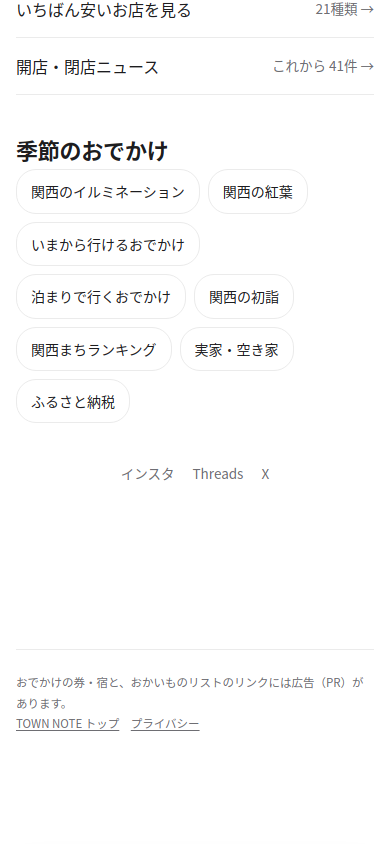 いちばん安いお店を見る 21種類 →
開店・閉店ニュース これから 41件 →
季節のおでかけ
関西のイルミネーション 関西の紅葉
いまから行けるおでかけ
泊まりで行くおでかけ 関西の初詣
関西まちランキング 実家・空き家
ふるさと納税
インスタ Threads X
おでかけの券・宿と、おかいものリストのリンクには広告（PR）が
あります。
TOWN NOTE トップ プライバシー